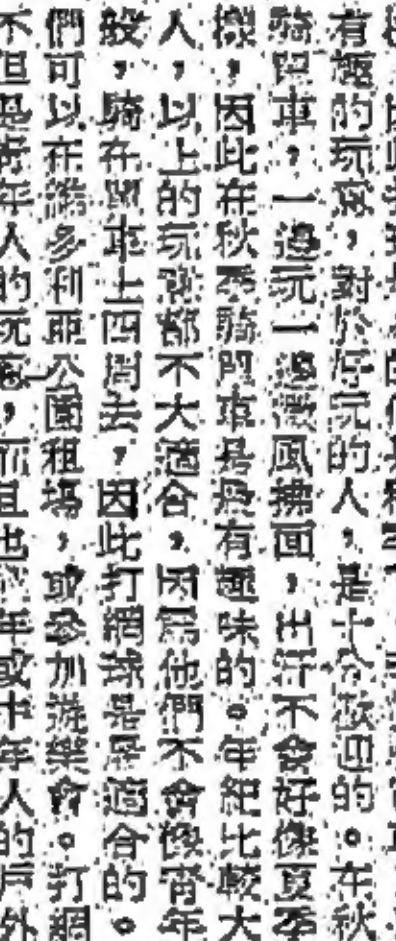 有趣的玩意,對於好玩的人,是十分歡迎的。在秋
騎單車,一邊玩一邊微風拂面,出汗不會好像夏季
樣,因此在秋季騎單車是最有趣味的。年紀比較大
人,以上的玩意都不大適合,因為他們不會像青年
般,騎在單車上四周去,因此打網球是最適合的。
們可以在維多利亞公園租場,或參加遊樂會。打網
不但是青年人的玩意,而且也年或中年人的戶外